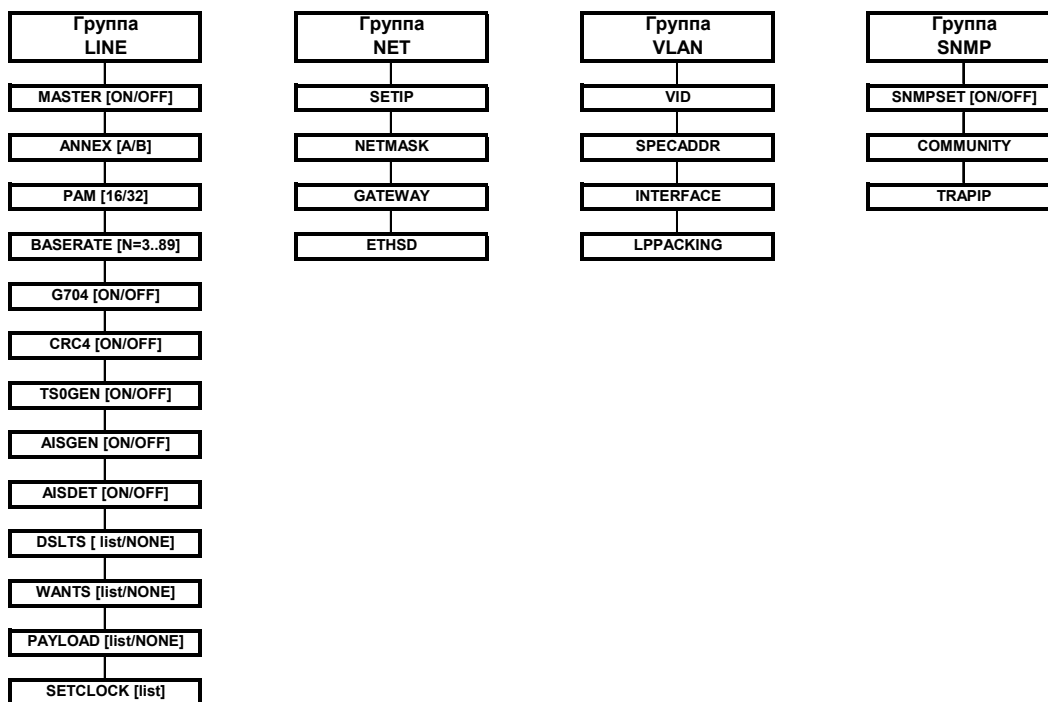 Группа
LINE
MASTER [ON/OFF]
ANNEX [A/B]
PAM [16/32]
BASERATE [N=3..89]
G704 [ON/OFF]
CRC4 [ON/OFF]
TS0GEN [ON/OFF]
AISGEN [ON/OFF]
AISDET [ON/OFF]
DSLTS [ list/NONE]
WANTS [list/NONE]
PAYLOAD [list/NONE]
SETCLOCK [list]
Группа
NET
SETIP
NETMASK
GATEWAY
ETHSD
Группа
VLAN
VID
SPECADDR
INTERFACE
LPPACKING
Группа
SNMP
SNMPSET [ON/OFF]
COMMUNITY
TRAPIP